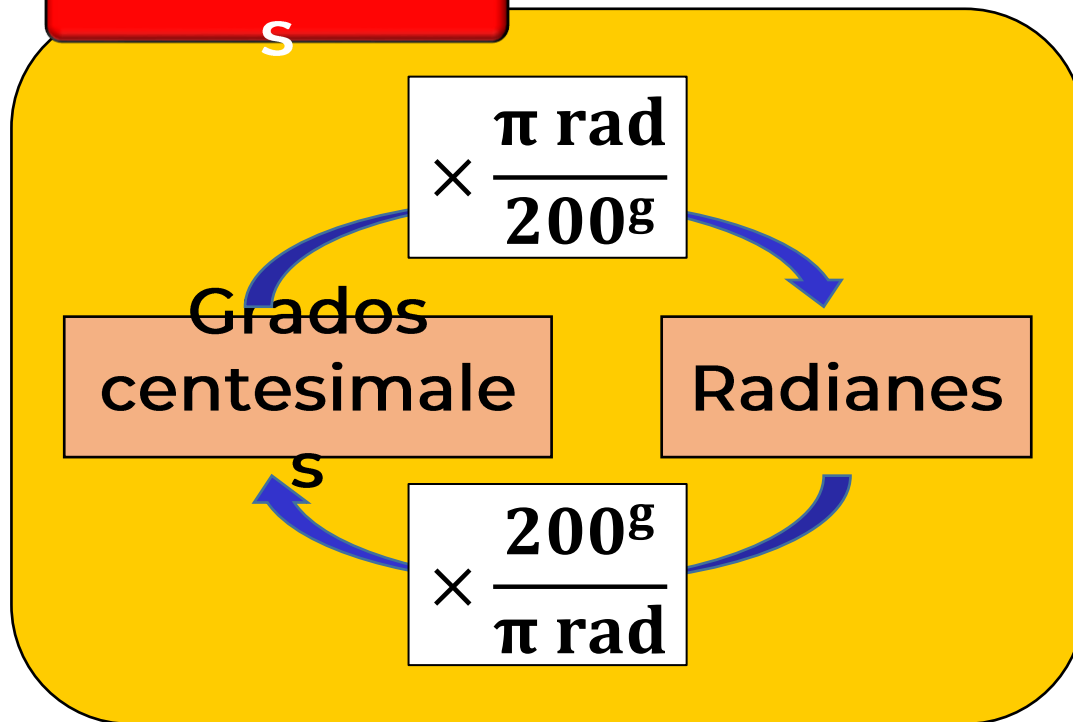 s
× π rad / 200ᵍ
Grados
centesimale
s
Radianes
× 200ᵍ / π rad